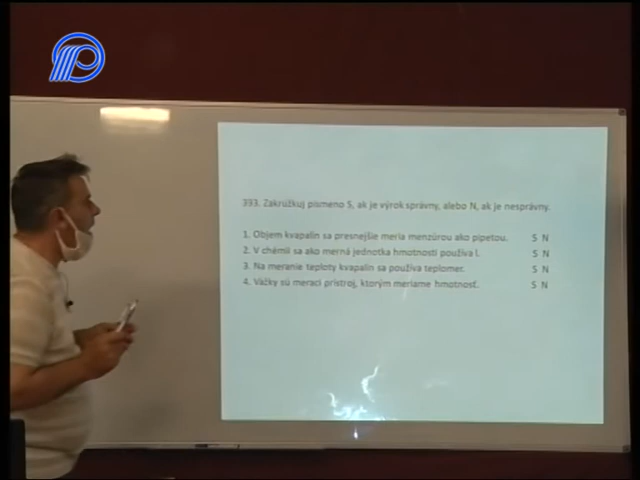 393. Zakrúžkuj písmeno S, ak je výrok správny, alebo N, ak je nesprávny.
1. Objem kvapalín sa presnejšie meria menzúrou ako pipetou. S N
2. V chémii sa ako merná jednotka hmotnosti používa l. S N
3. Na meranie teploty kvapalín sa používa teplomer. S N
4. Vážky sú merací prístroj, ktorým meriame hmotnosť. S N